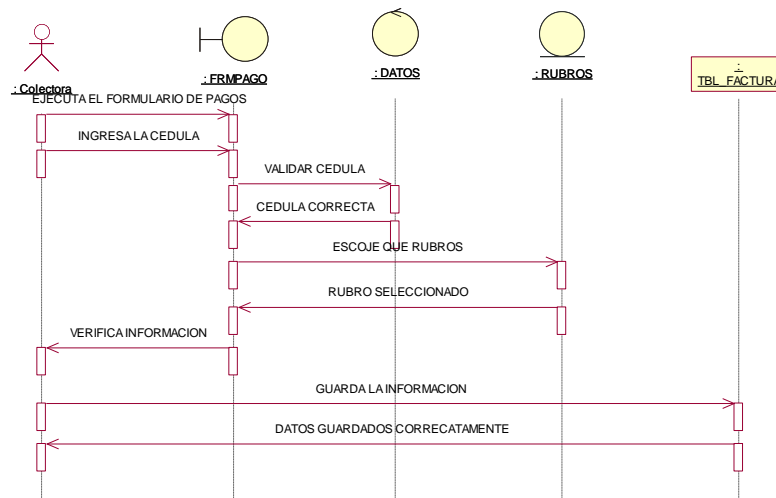 : Colectora
: FRMPAGO
: DATOS
: RUBROS
:
TBL_FACTURA
EJECUTA EL FORMULARIO DE PAGOS
INGRESA LA CEDULA
VALIDAR CEDULA
CEDULA CORRECTA
ESCOJE QUE RUBROS
RUBRO SELECCIONADO
VERIFICA INFORMACION
GUARDA LA INFORMACION
DATOS GUARDADOS CORRECATAMENTE